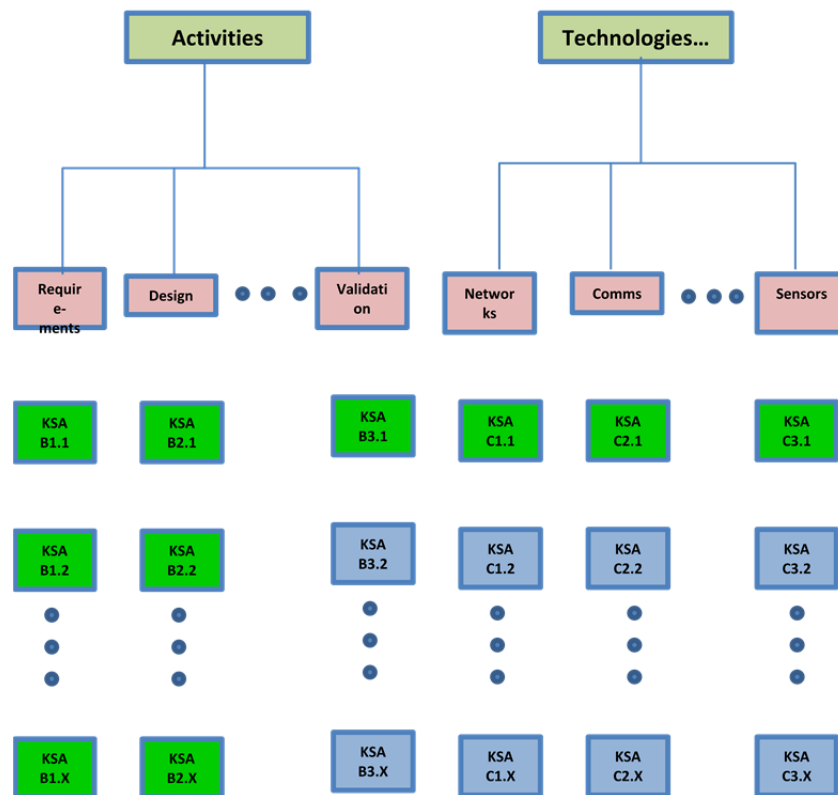 Activities
Technologies...
Requir
e-
ments
Design
Validati
on
Networ
ks
Comms
Sensors
KSA
B1.1
KSA
B2.1
KSA
B3.1
KSA
C1.1
KSA
C2.1
KSA
C3.1
KSA
B1.2
KSA
B2.2
KSA
B3.2
KSA
C1.2
KSA
C2.2
KSA
C3.2
KSA
B1.X
KSA
B2.X
KSA
B3.X
KSA
C1.X
KSA
C2.X
KSA
C3.X